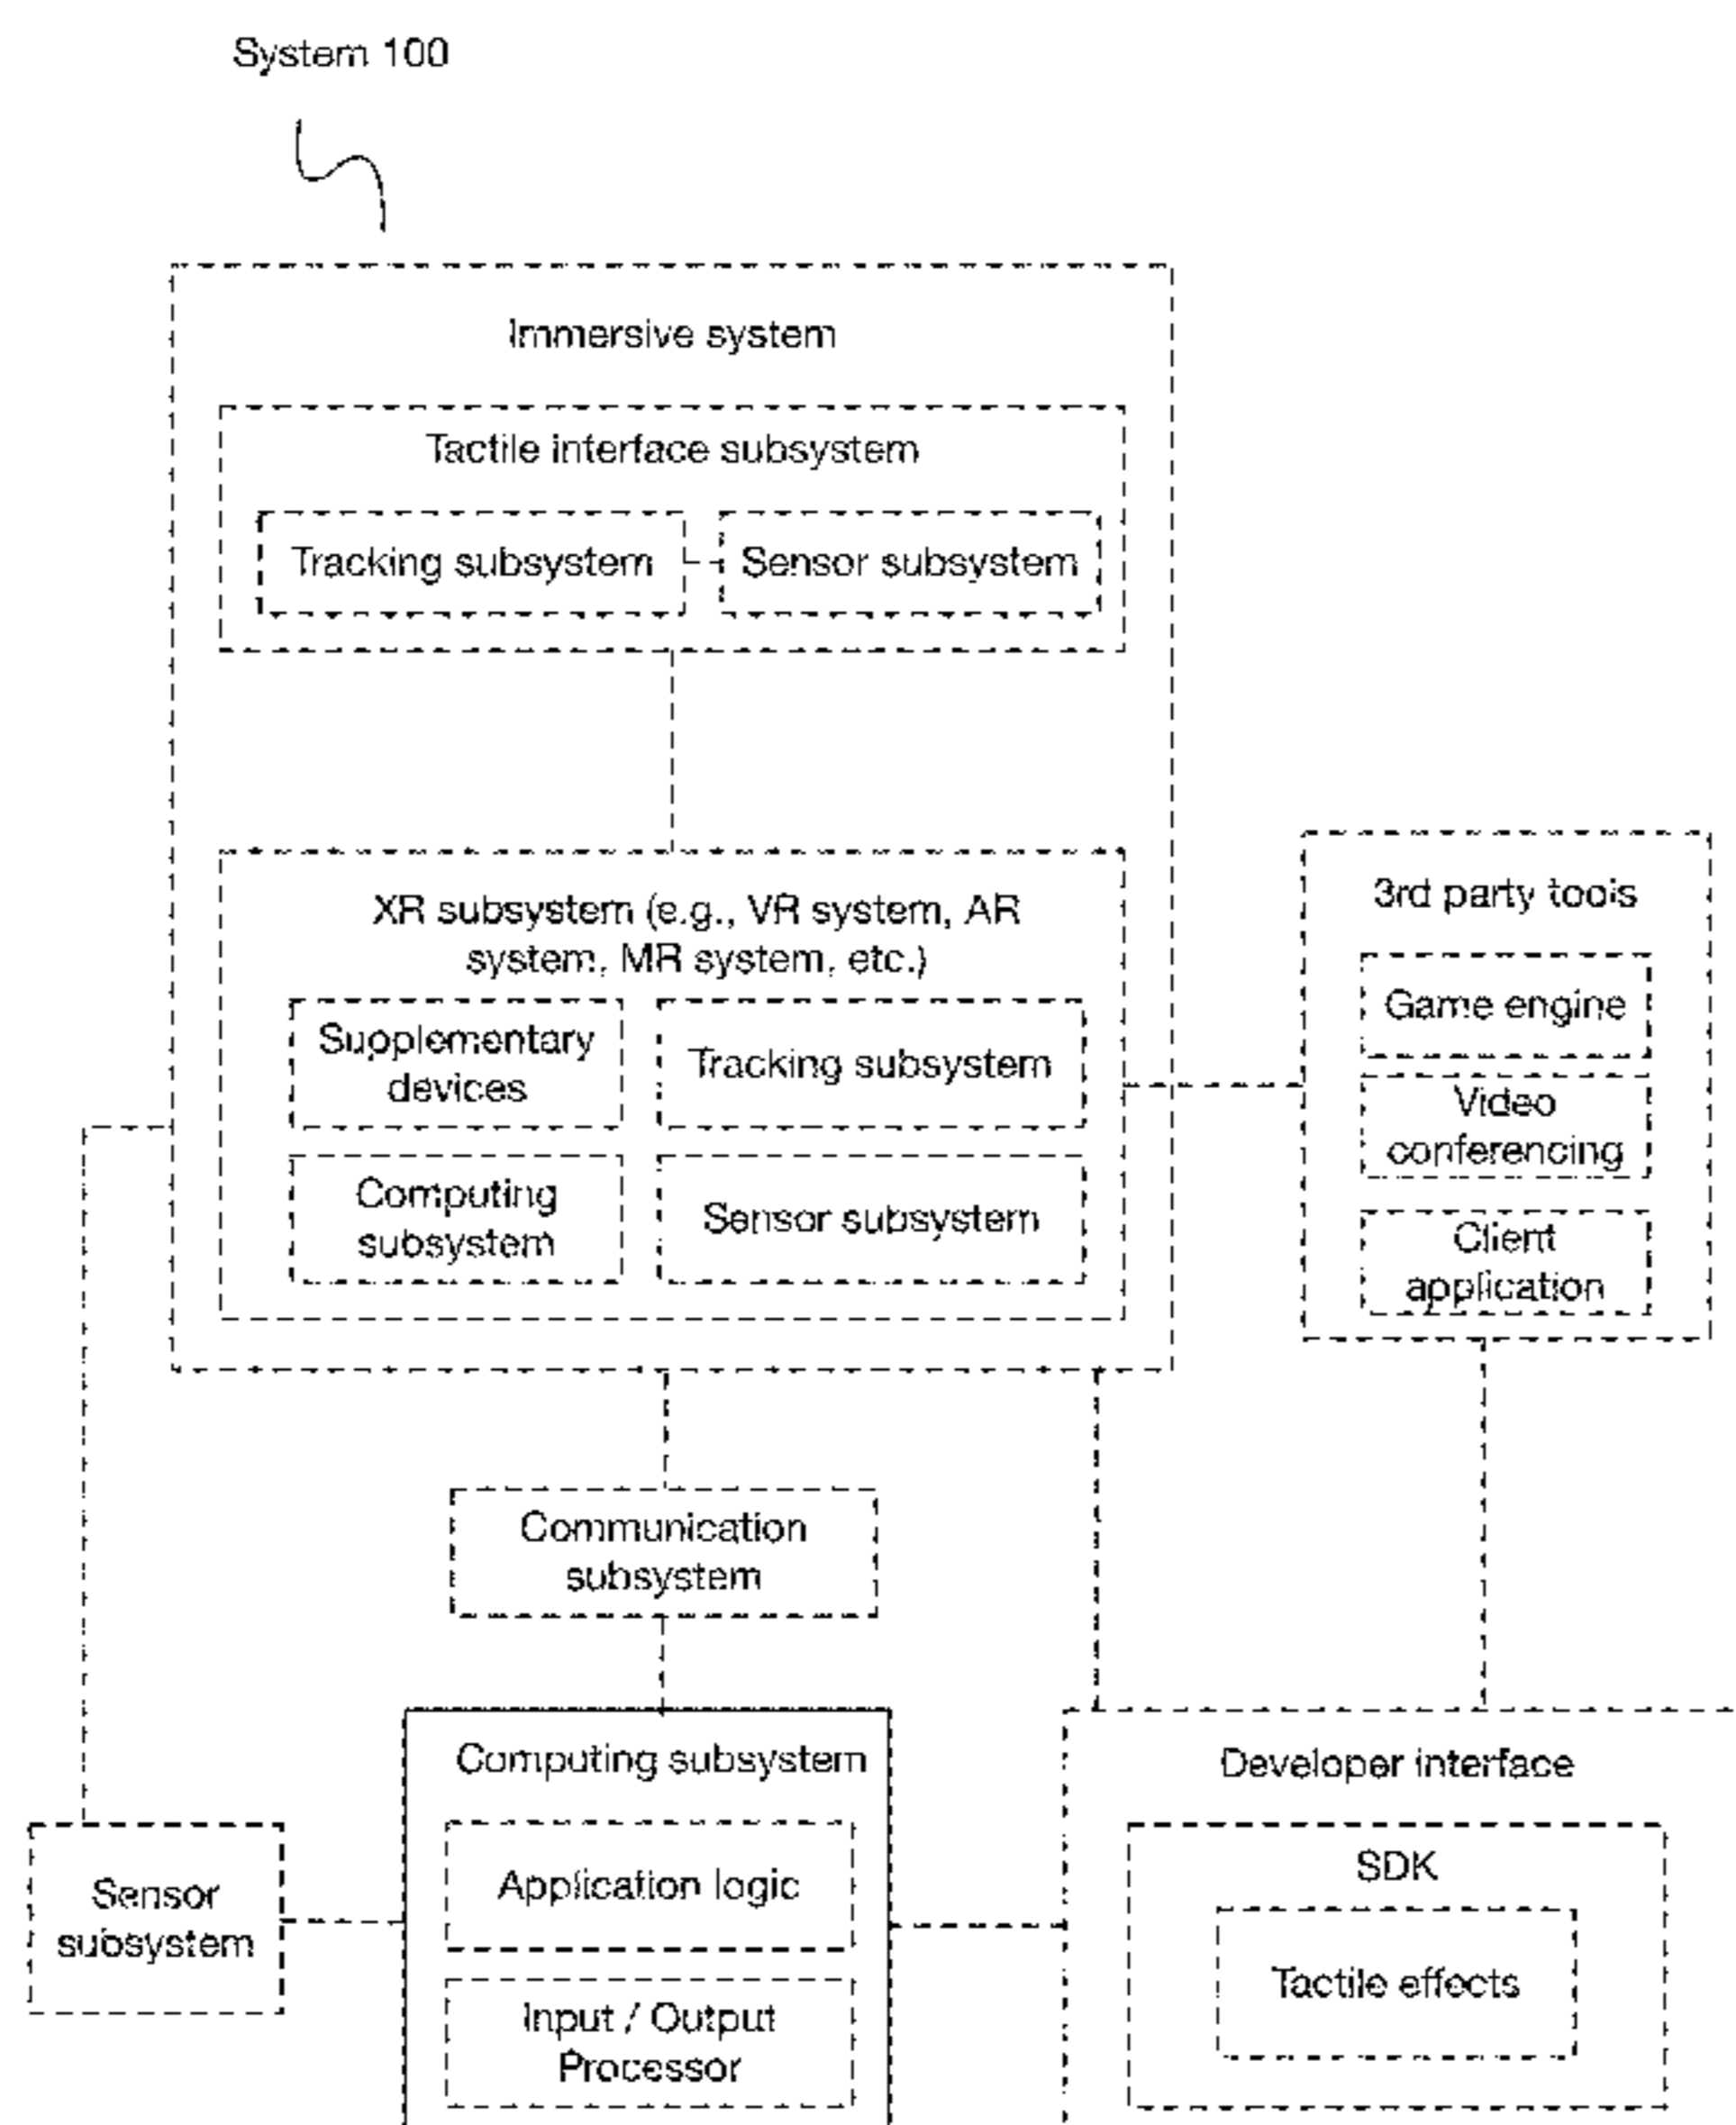 System 100
Immersive system
Tactile interface subsystem
Tracking subsystem
Sensor subsystem
XR subsystem (e.g., VR system, AR
system, MR system, etc.)
Supplementary
devices
Tracking subsystem
Computing
subsystem
Sensor subsystem
3rd party tools
Game engine
Video
conferencing
Client
application
Communication
subsystem
Sensor
subsystem
Computing subsystem
Application logic
Input / Output
Processor
Developer interface
SDK
Tactile effects